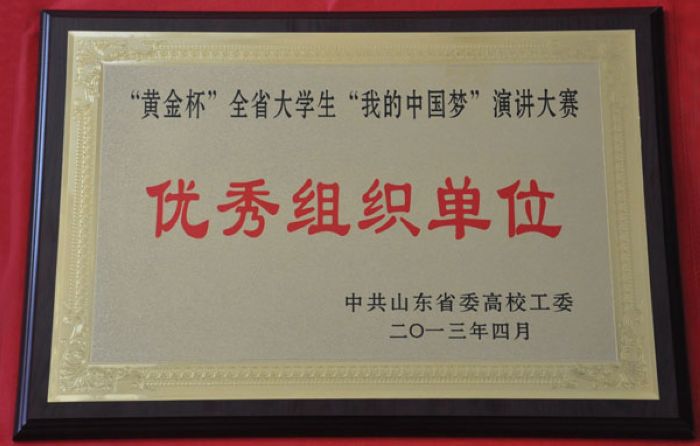 “黄金杯”全省大学生“我的中国梦”演讲大赛
优秀组织单位
中共山东省委高校工委
二〇一三年四月